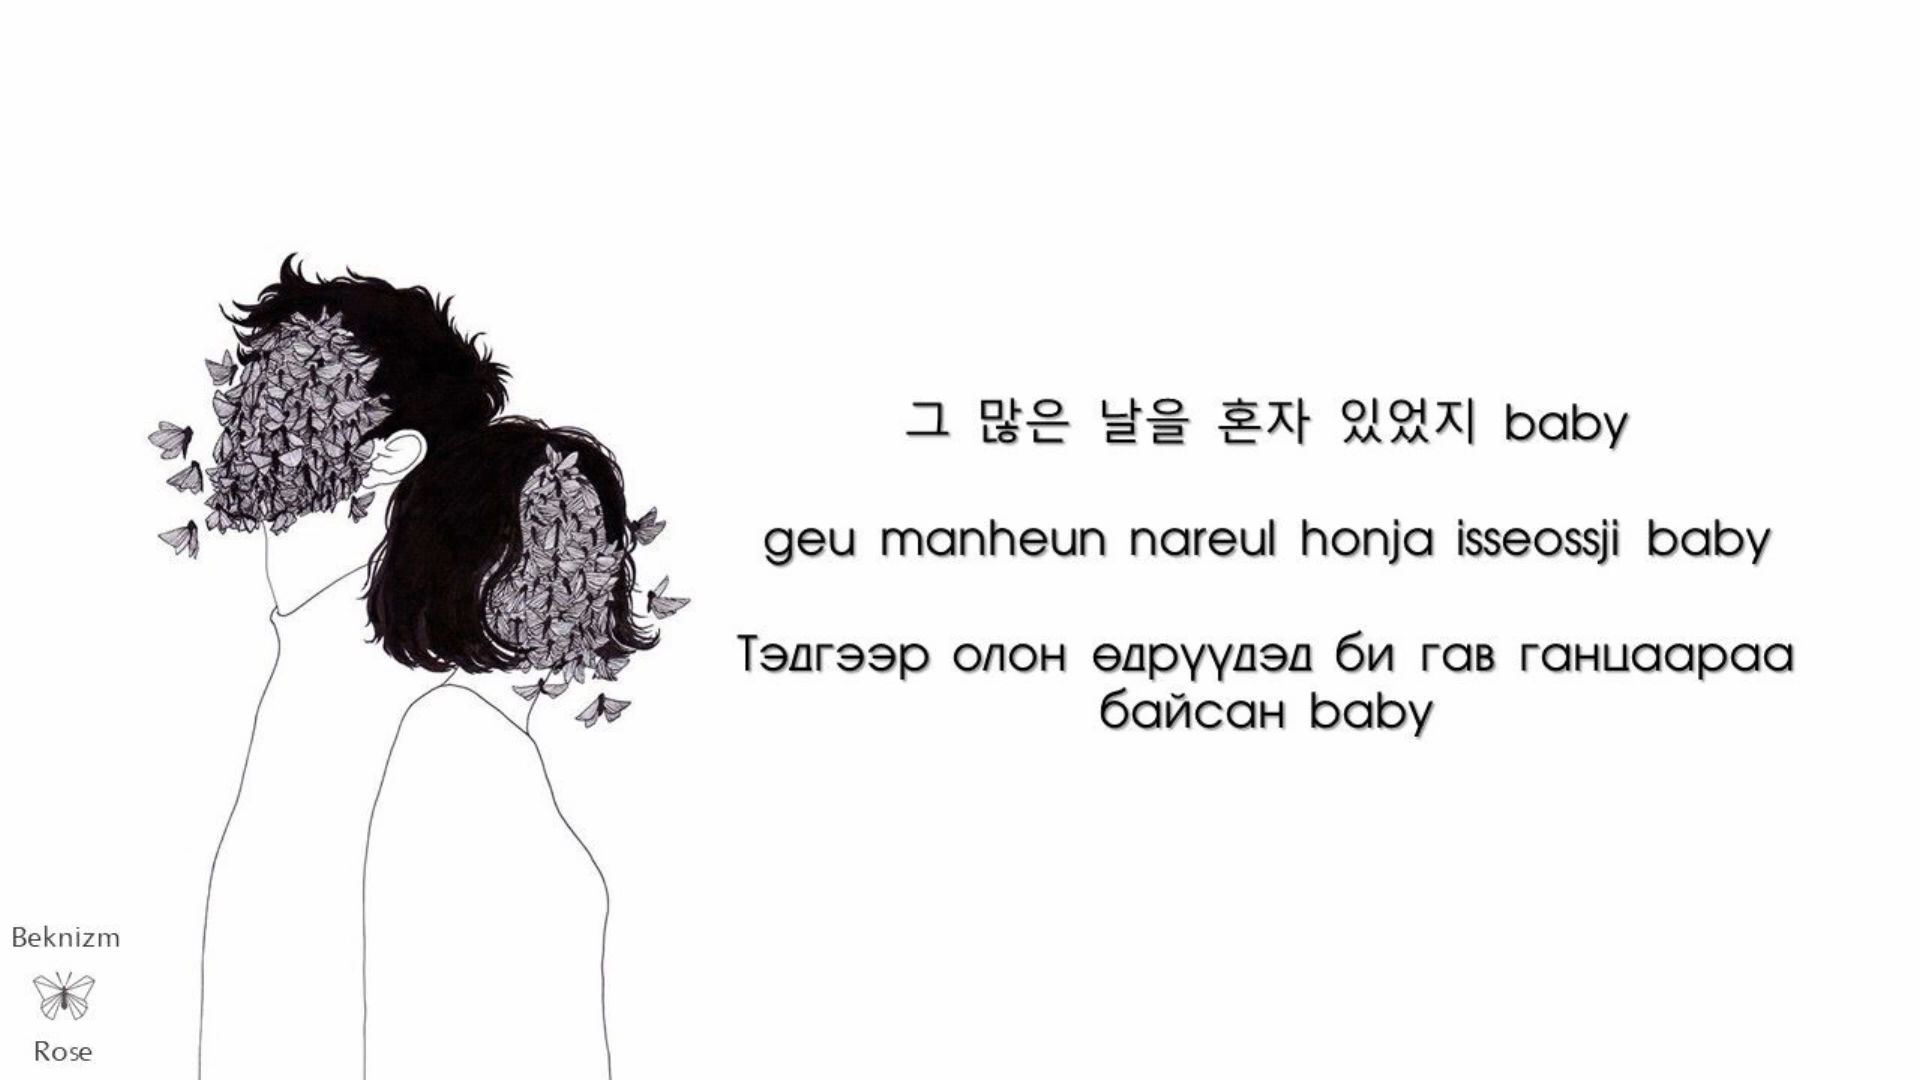 그 많은 날을 혼자 있었지 baby
geu manheun nareul honja isseossji baby
Тэдгээр олон өдрүүдэд би гав ганцаараа
байсан baby
Beknizm
Rose